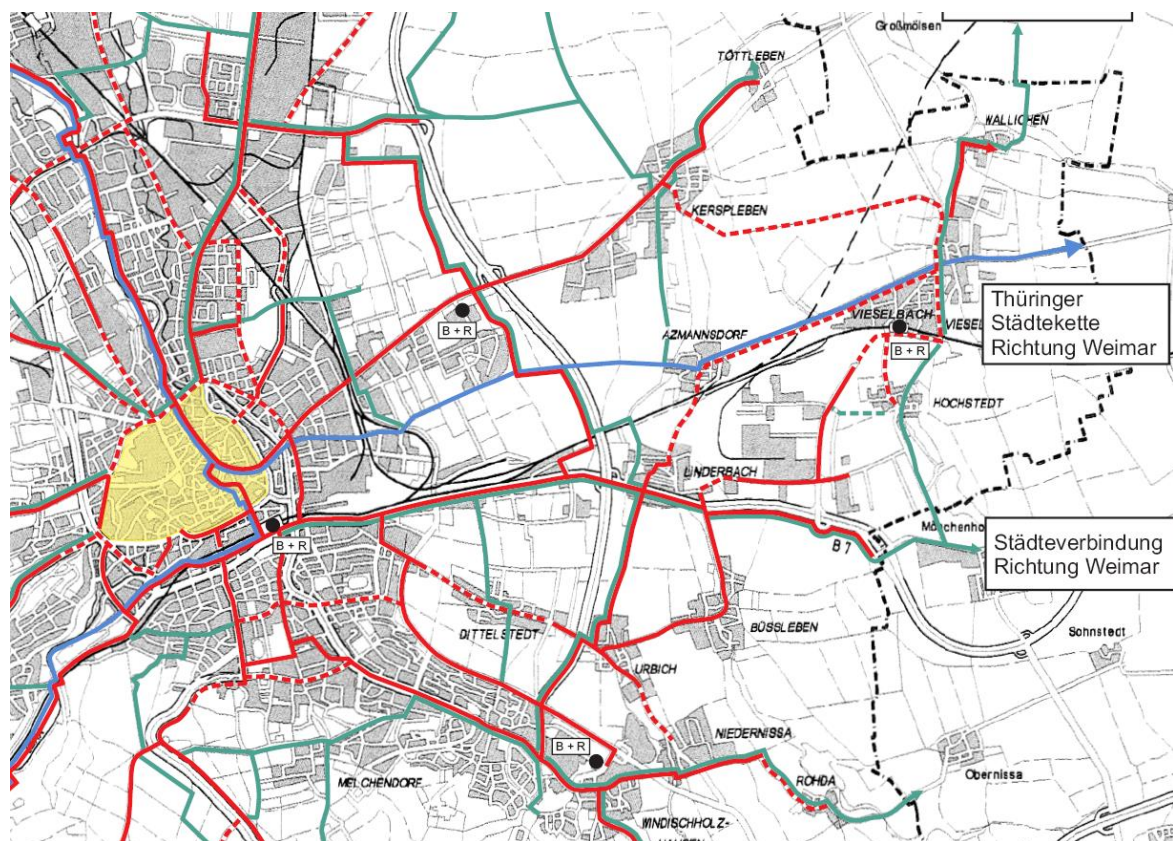 Großmölsen
TÖTTLEBEN
WALLICHEN
KERSPLEBEN
B + R
AZMANNSDORF
VIESELBACH
B + R
Thüringer
Städtekette
Richtung Weimar
HOCHSTEDT
LINDERBACH
B + R
B 7
Städteverbindung
Richtung Weimar
DITTELSTEDT
BÜSSLEBEN
Sohnstedt
URBICH
NIEDERNISSA
B + R
MELCHENDORF
ROHDA
Obernissa
WINDISCHHOLZ-
HAUSEN